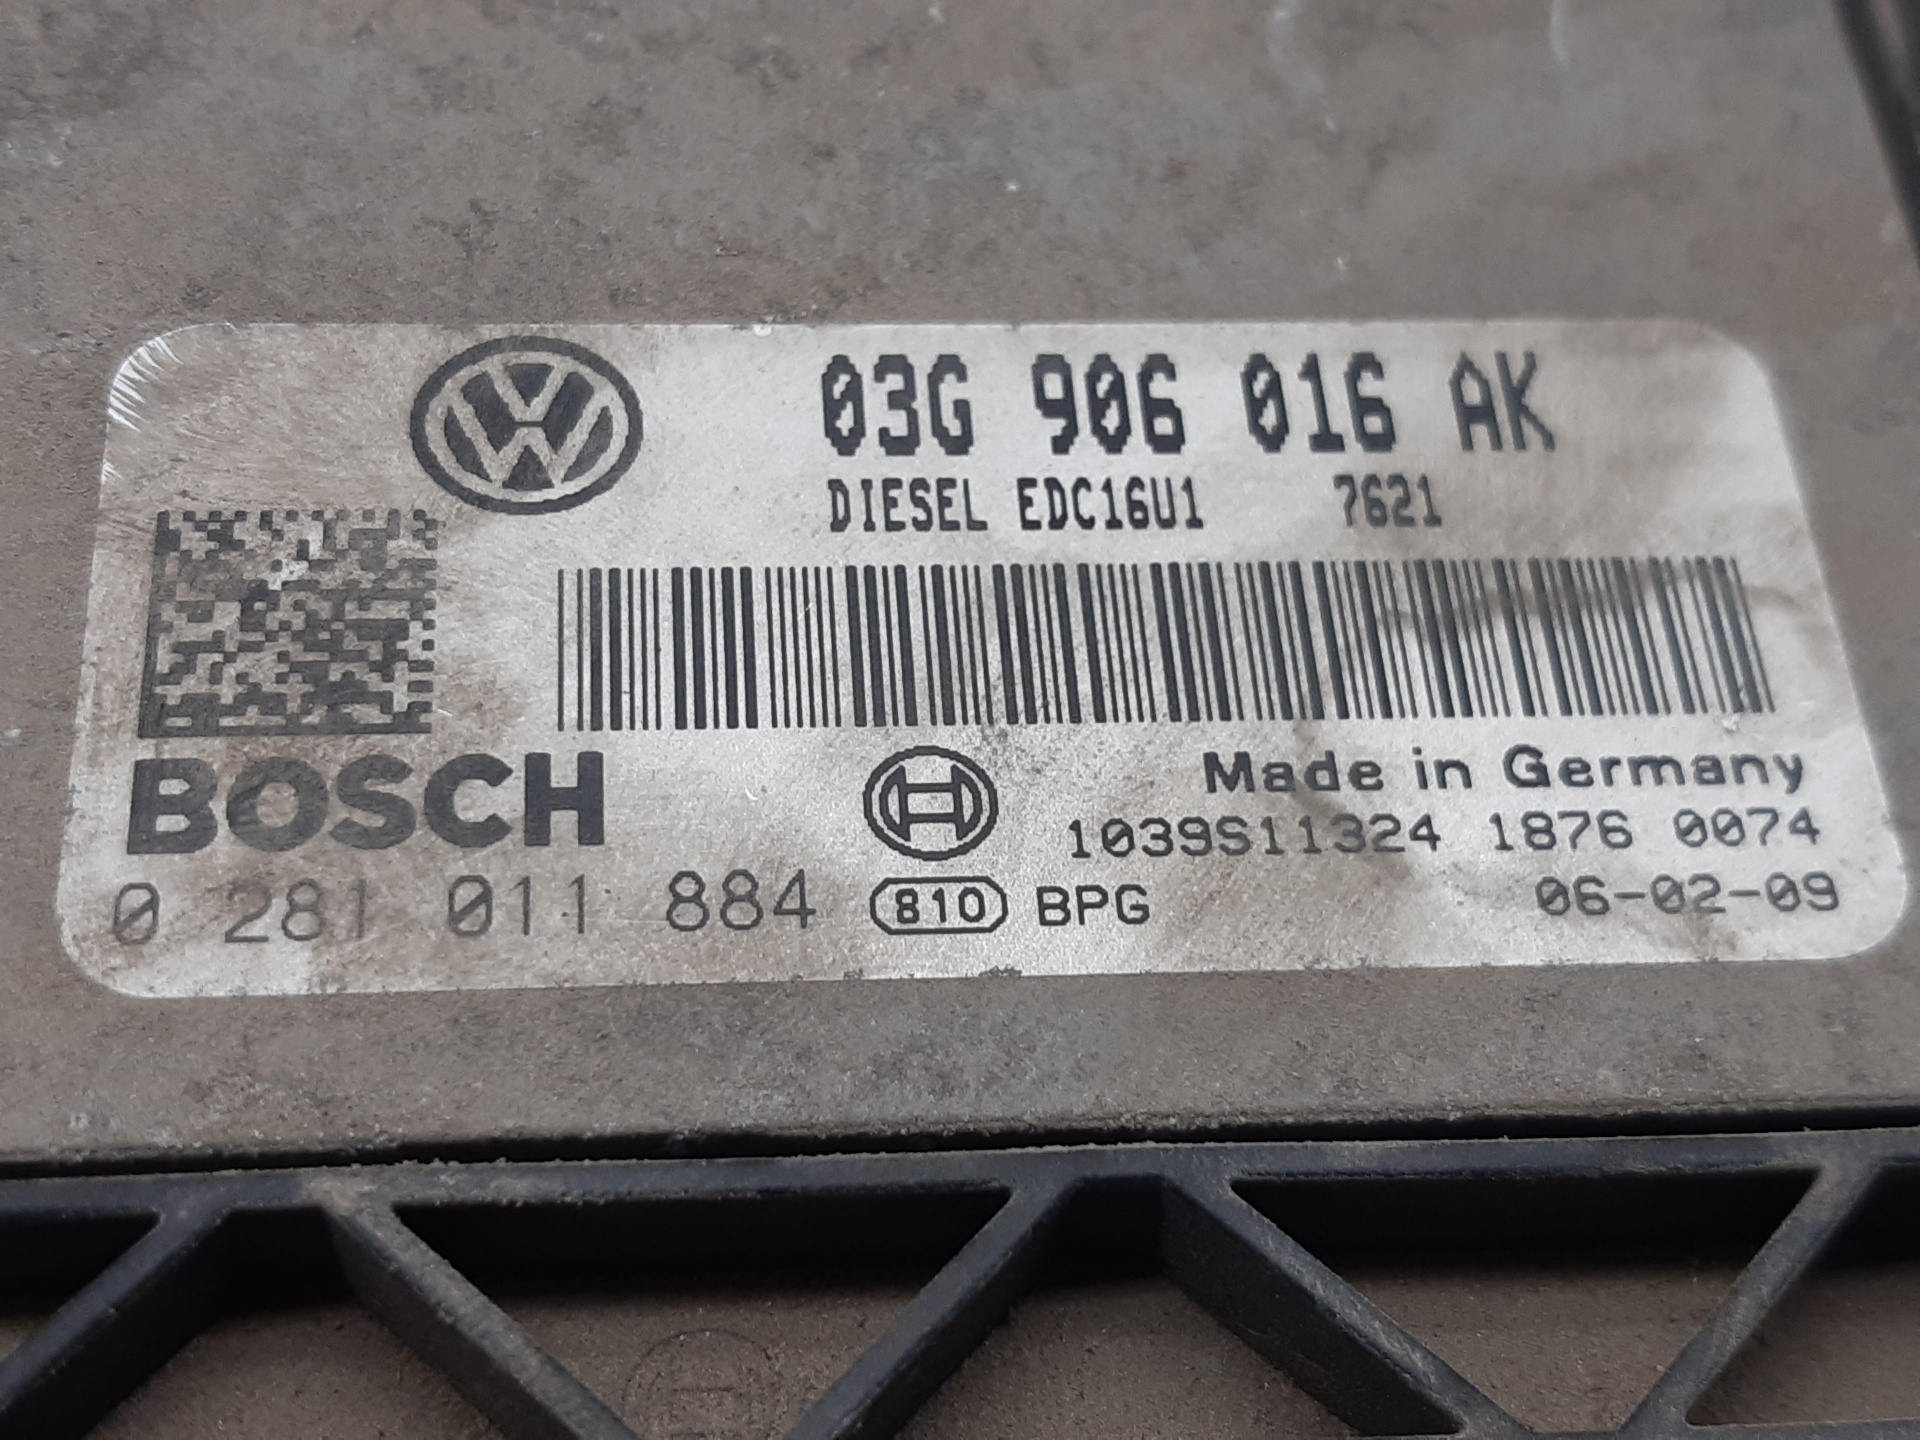 03G 906 016 AK
DIESEL EDC16U1 7621
BOSCH
Made in Germany
1039S11324 1876 0074
0 281 011 884 810 BPG 06-02-09